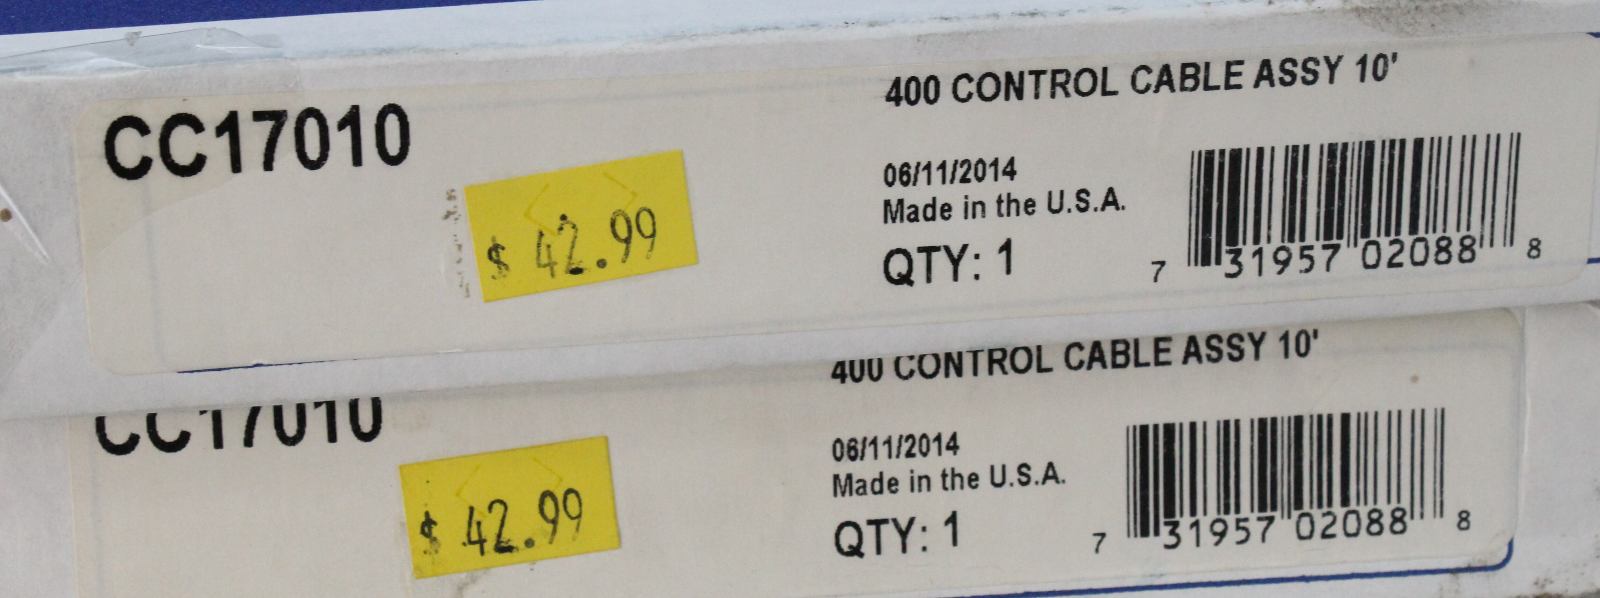 CC17010
400 CONTROL CABLE ASSY 10'
$ 42.99
06/11/2014
Made in the U.S.A.
QTY: 1
7 31957 02088 8
CC17010
400 CONTROL CABLE ASSY 10'
$ 42.99
06/11/2014
Made in the U.S.A.
QTY: 1
7 31957 02088 8